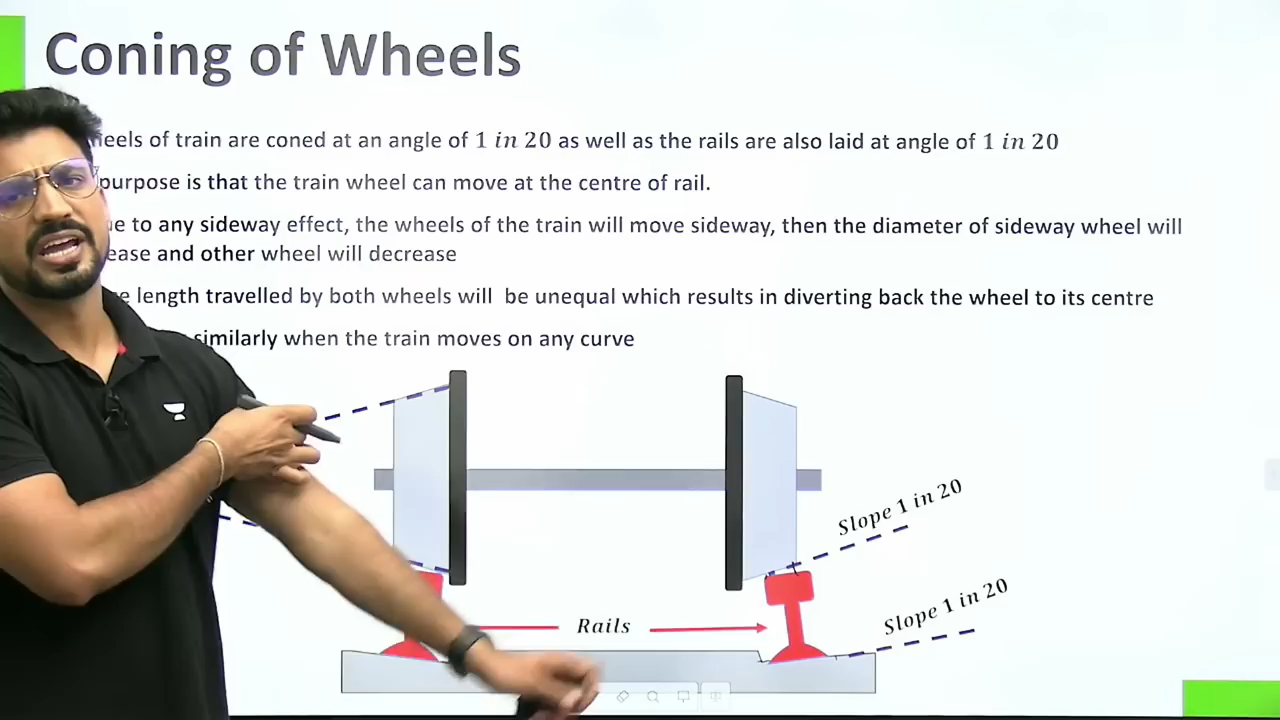 Coning of Wheels
of train are coned at an angle of 1 in 20 as well as the rails are also laid at angle of 1 in 20
purpose is that the train wheel can move at the centre of rail.
to any sideway effect, the wheels of the train will move sideway, then the diameter of sideway wheel will
and other wheel will decrease
length travelled by both wheels will be unequal which results in diverting back the wheel to its centre
similarly when the train moves on any curve
Slope 1 in 20
Slope 1 in 20
Rails